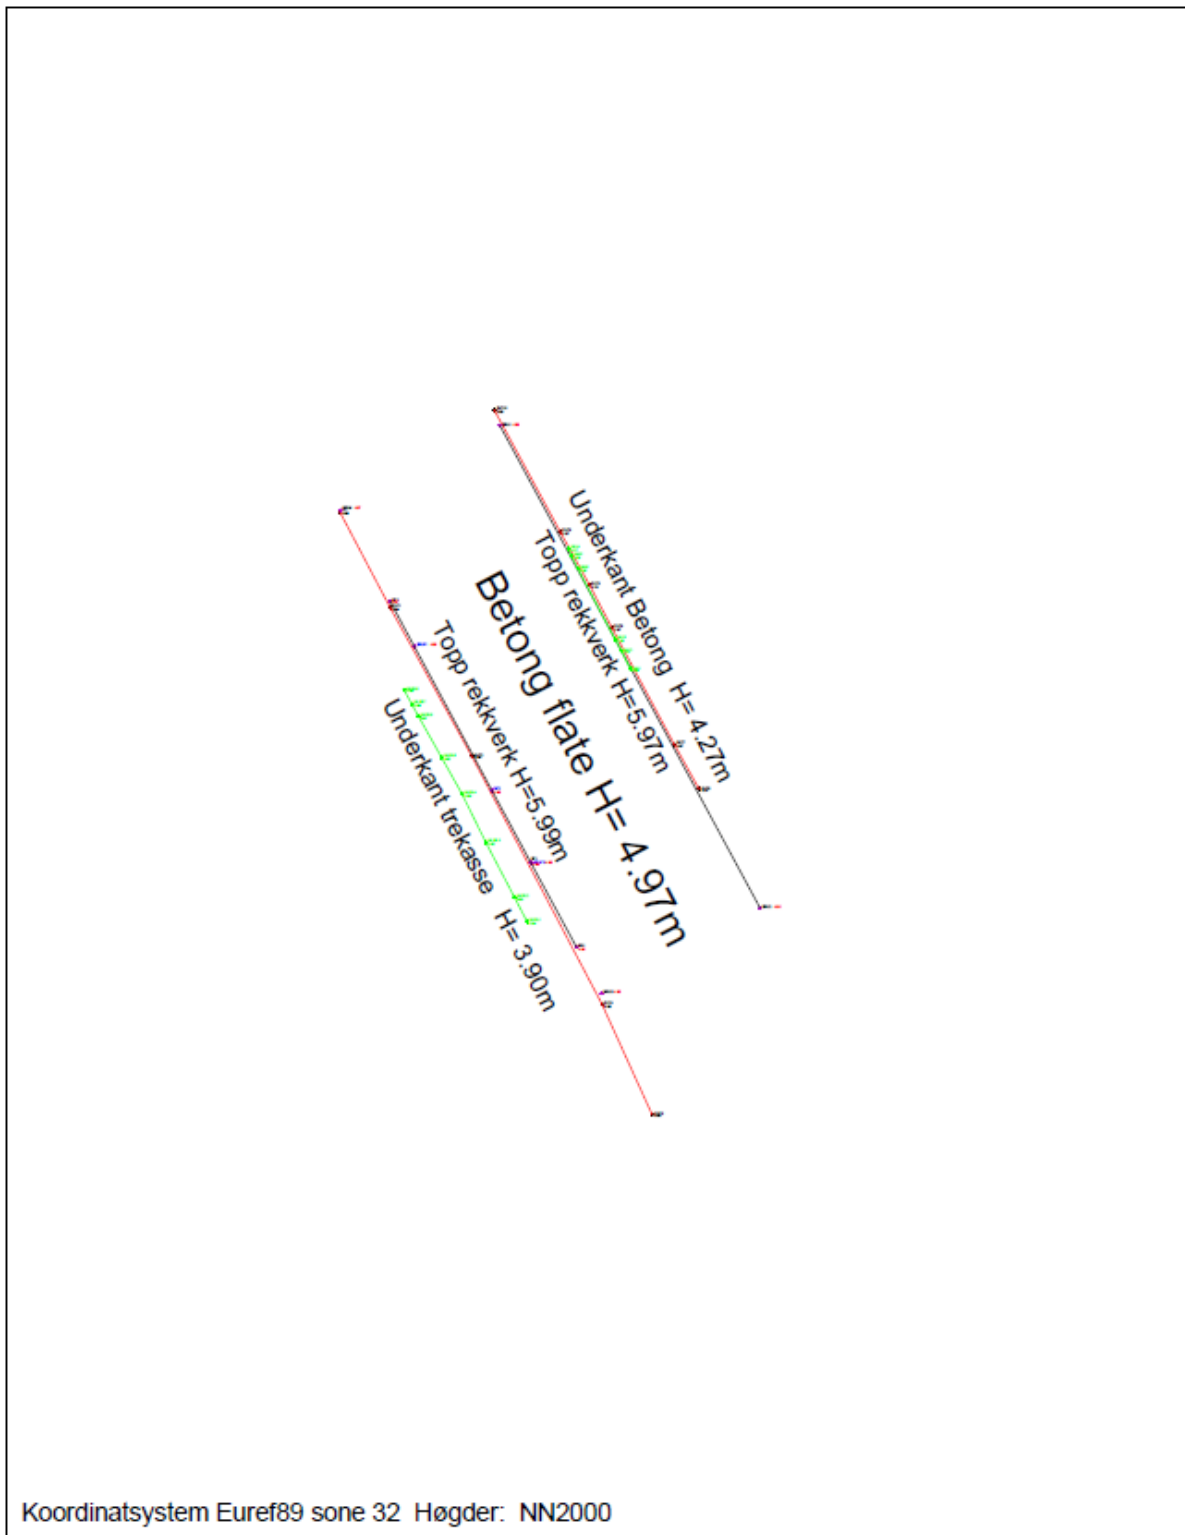 Underkant Betong H= 4.27m
Topp rekkverk H=5.97m
Betong flate H= 4.97m
Topp rekkverk H=5.99m
Underkant trekasse H= 3.90m
Koordinatsystem Euref89 sone 32 Høgder: NN2000